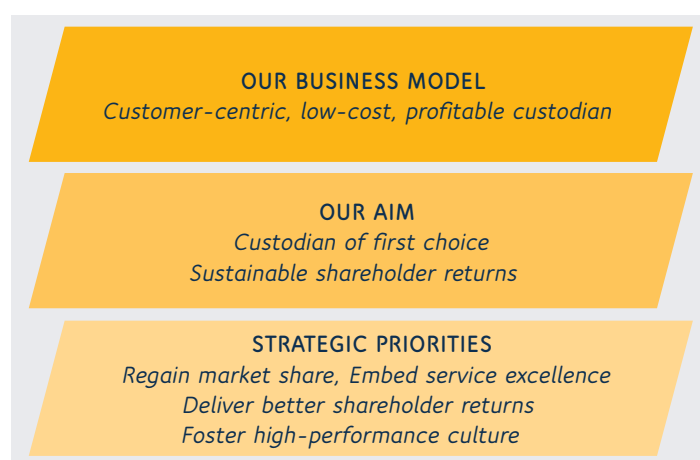 OUR BUSINESS MODEL
Customer-centric, low-cost, profitable custodian
OUR AIM
Custodian of first choice
Sustainable shareholder returns
STRATEGIC PRIORITIES
Regain market share, Embed service excellence
Deliver better shareholder returns
Foster high-performance culture